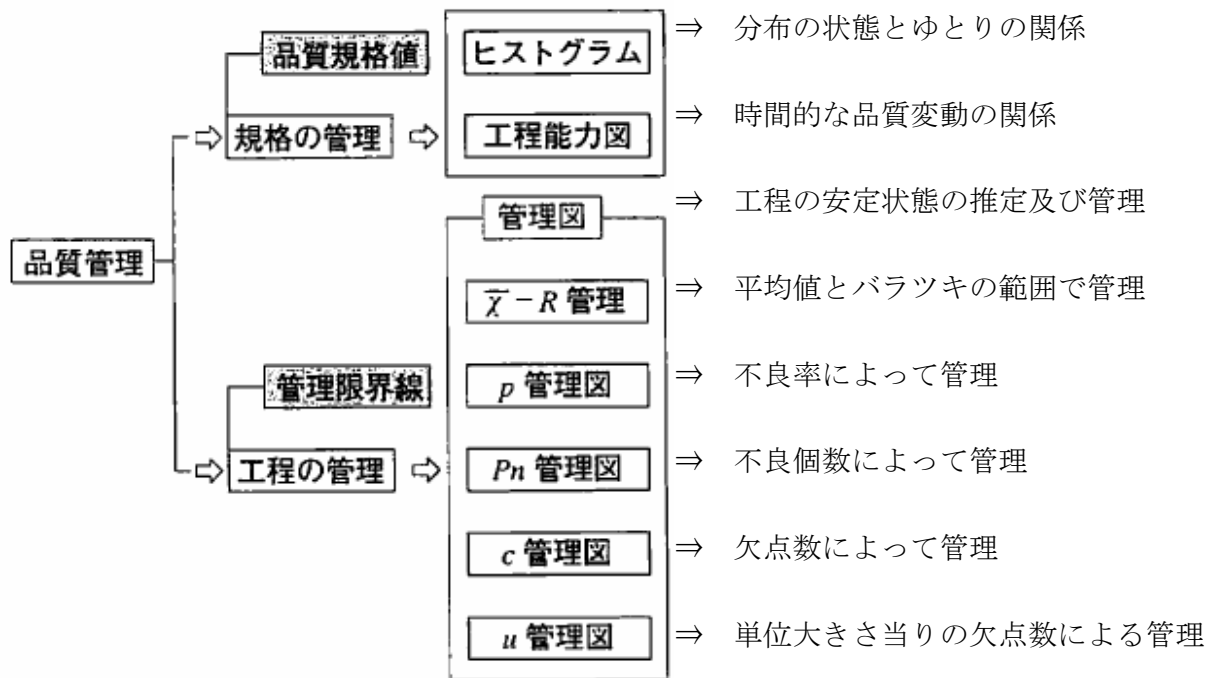 品質規格値
ヒストグラム ⇒ 分布の状態とゆとりの関係
規格の管理 ⇨ 工程能力図 ⇒ 時間的な品質変動の関係
管理図 ⇒ 工程の安定状態の推定及び管理
品質管理
χ̄－R 管理 ⇒ 平均値とバラツキの範囲で管理
管理限界線
p 管理図 ⇒ 不良率によって管理
工程の管理 ⇨ Pn 管理図 ⇒ 不良個数によって管理
c 管理図 ⇒ 欠点数によって管理
u 管理図 ⇒ 単位大きさ当りの欠点数による管理